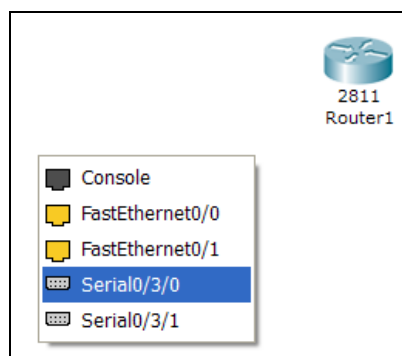 2811
Router1
Console
FastEthernet0/0
FastEthernet0/1
Serial0/3/0
Serial0/3/1